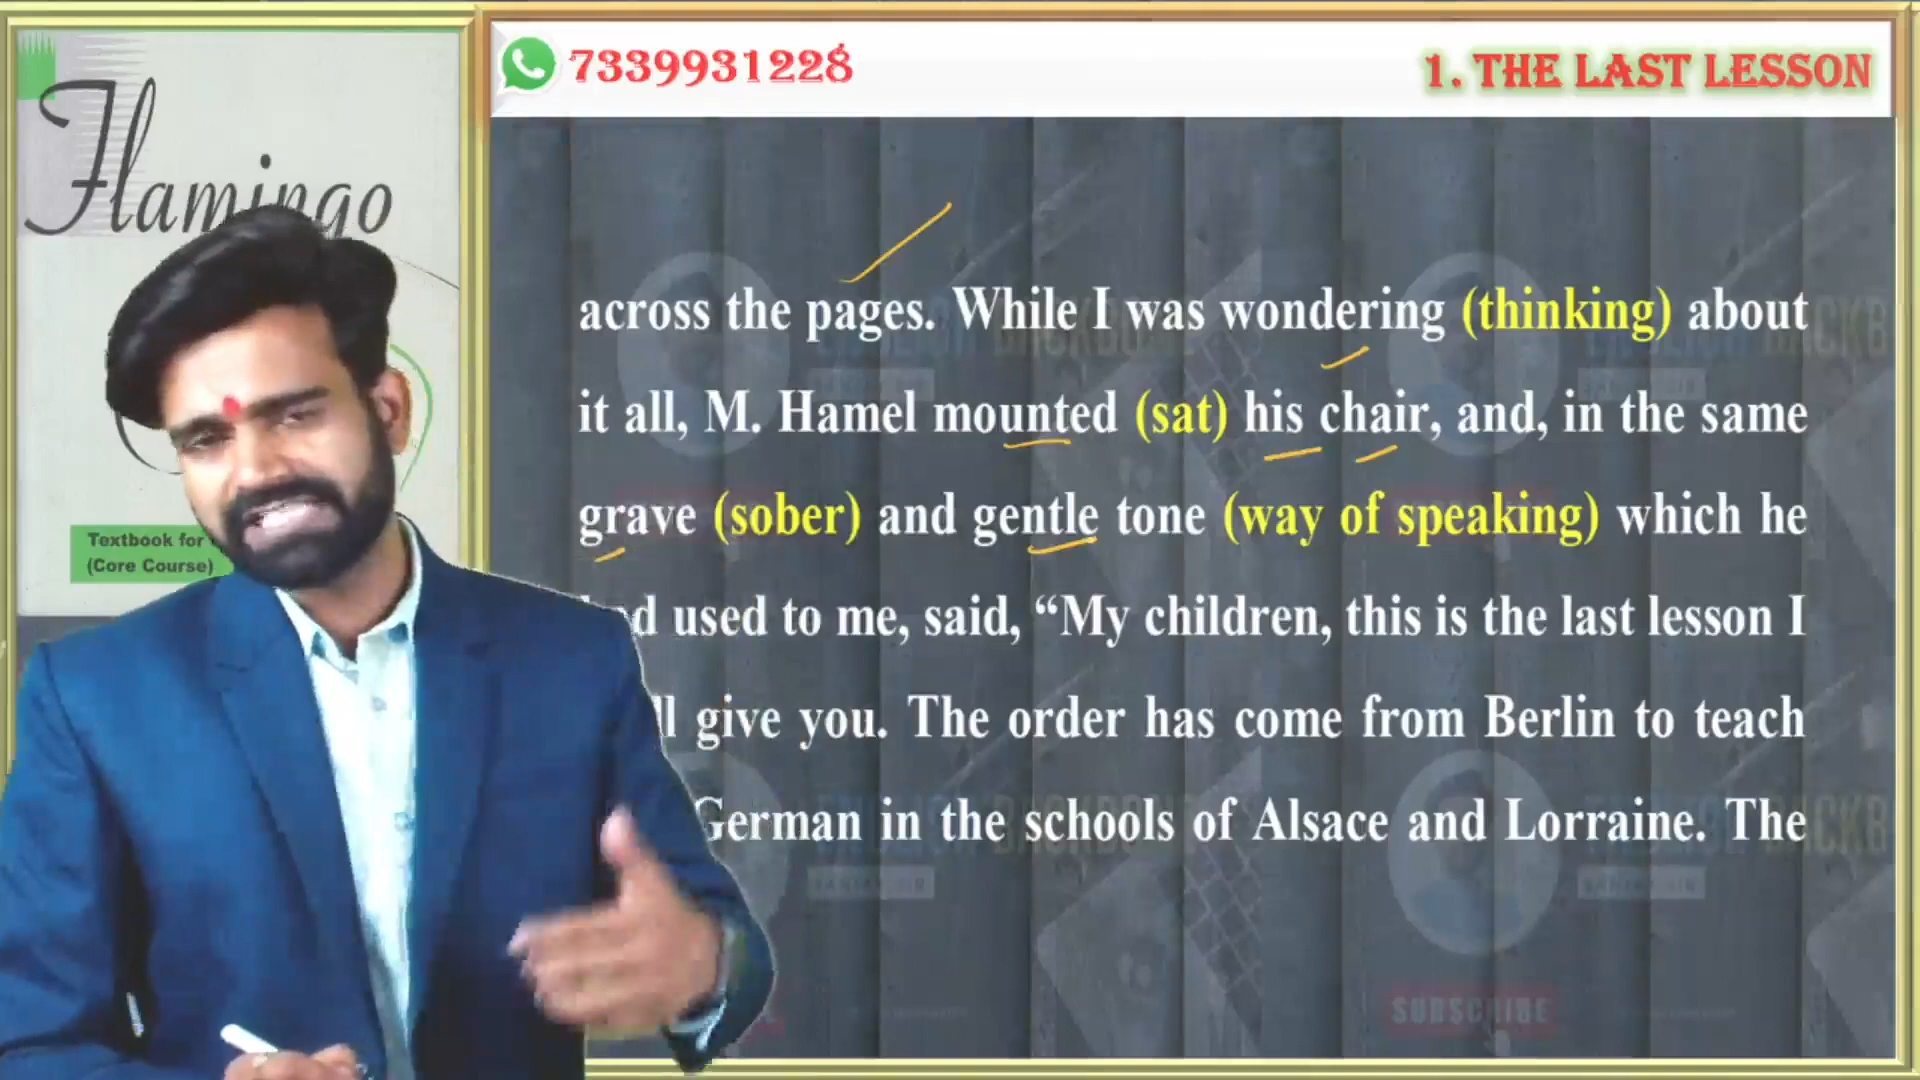 Flamingo
Textbook for
(Core Course)
7339931228
1. THE LAST LESSON
across the pages. While I was wondering (thinking) about
it all, M. Hamel mounted (sat) his chair, and, in the same
grave (sober) and gentle tone (way of speaking) which he
used to me, said, “My children, this is the last lesson I
give you. The order has come from Berlin to teach
German in the schools of Alsace and Lorraine. The
SUBSCRIBE